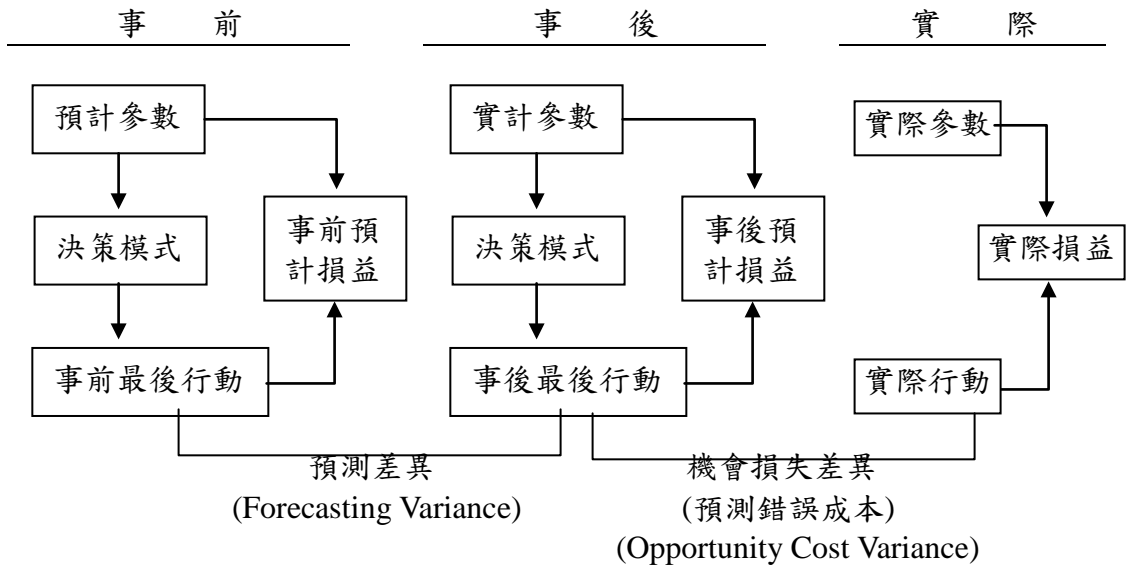 事 前
事 後
實 際
預計參數
實計參數
實際參數
決策模式
事前預
計損益
決策模式
事後預
計損益
實際損益
事前最後行動
事後最後行動
實際行動
預測差異
(Forecasting Variance)
機會損失差異
(預測錯誤成本)
(Opportunity Cost Variance)